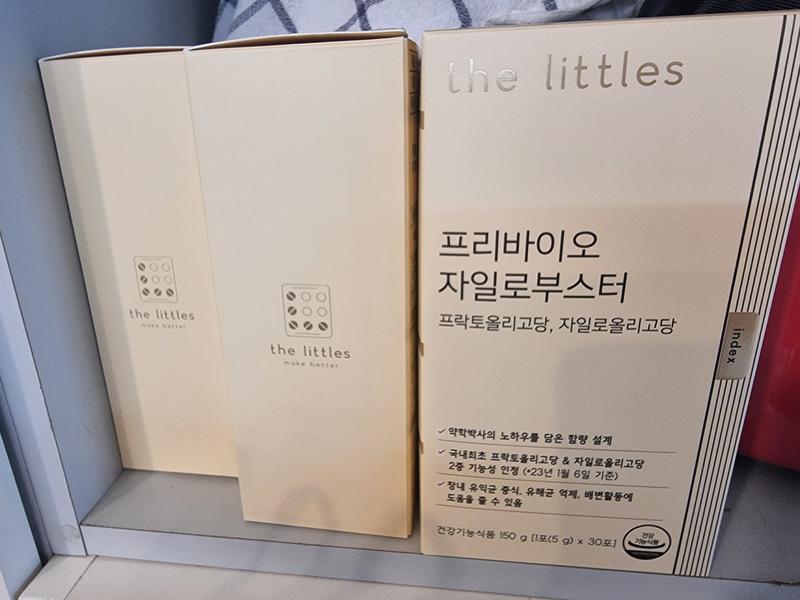 the littles
make better
the littles
make better
the littles
프리바이오
자일로부스터
프락토올리고당, 자일로올리고당
index
약학박사의 노하우를 담은 함량 설계
국내최초 프락토올리고당 & 자일로올리고당
2중 기능성 인정 (*23년 1월 6일 기준)
장내 유익균 증식, 유해균 억제, 배변활동에
도움을 줄 수 있음
건강기능식품 150 g [1포(5 g) x 30포]
건강
기능식품